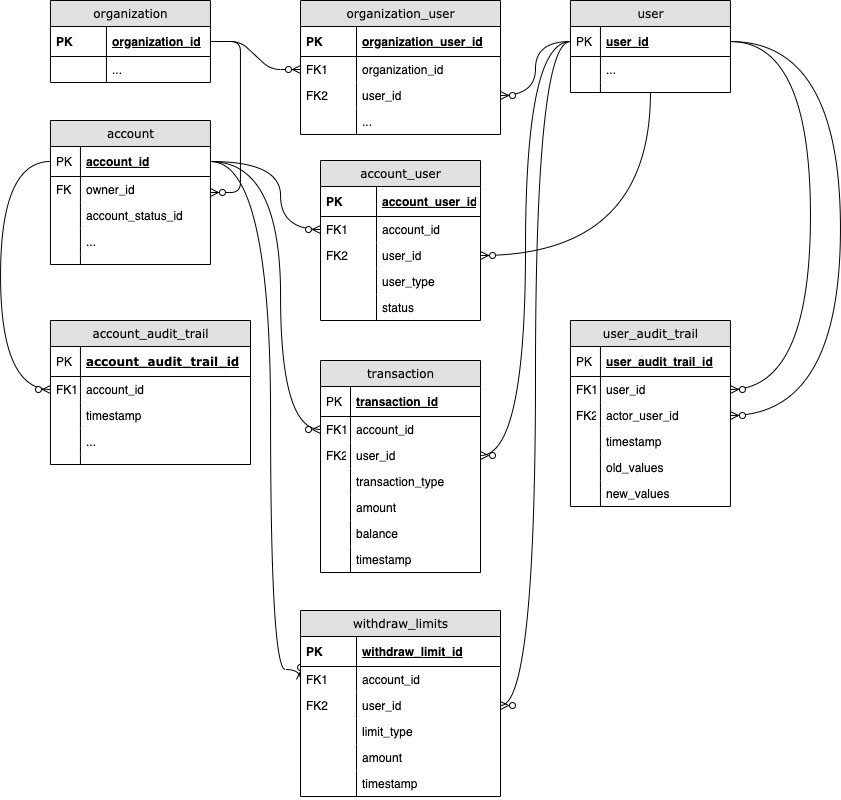 organization
PK organization_id
...
organization_user
PK organization_user_id
FK1 organization_id
FK2 user_id
...
user
PK user_id
...
account
PK account_id
FK owner_id
account_status_id
...
account_user
PK account_user_id
FK1 account_id
FK2 user_id
user_type
status
account_audit_trail
PK account_audit_trail_id
FK1 account_id
timestamp
...
transaction
PK transaction_id
FK1 account_id
FK2 user_id
transaction_type
amount
balance
timestamp
user_audit_trail
PK user_audit_trail_id
FK1 user_id
FK2 actor_user_id
timestamp
old_values
new_values
withdraw_limits
PK withdraw_limit_id
FK1 account_id
FK2 user_id
limit_type
amount
timestamp